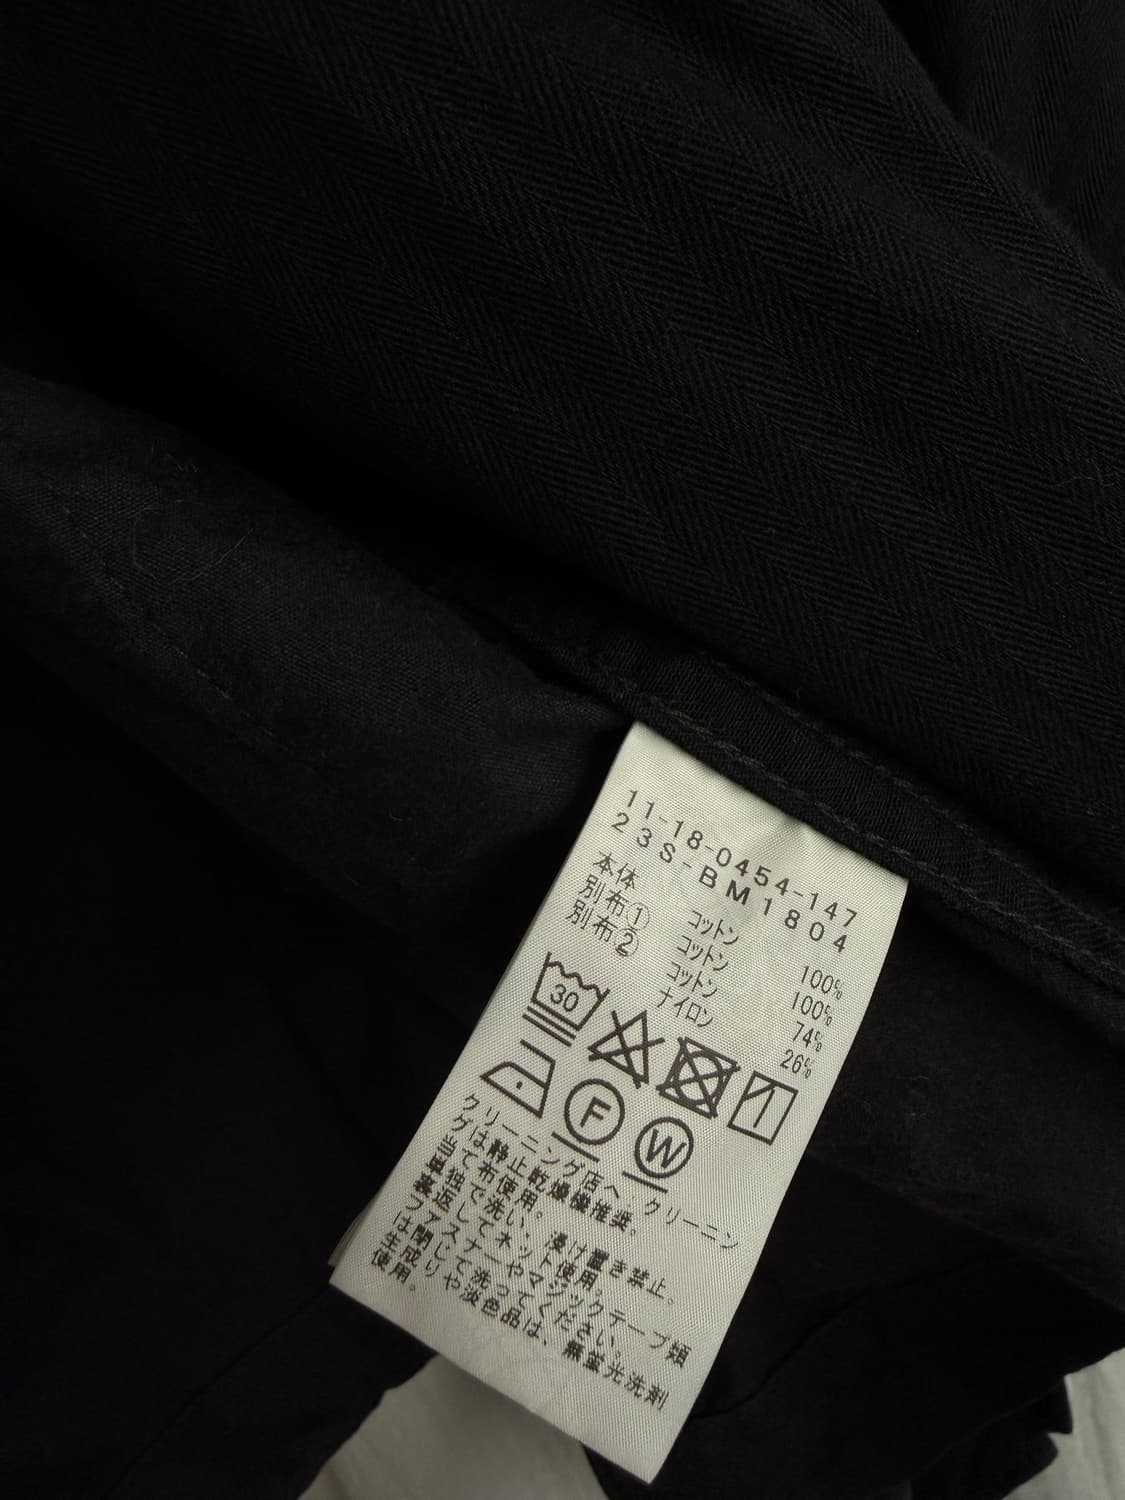 11-18-0454-147
23S-BM1804
本体 コットン 100%
別布① コットン 100%
別布② コットン 74%
ナイロン 26%
30
F
W
クリーニング店へ:クリーニン
グは静止乾燥機推奨。
当て布使用。
単独で洗い、浸け置き禁止。
裏返してネット使用。
ファスナーやマジックテープ類
は閉じて洗ってください。
生成りや淡色品は、無蛍光洗剤
使用。